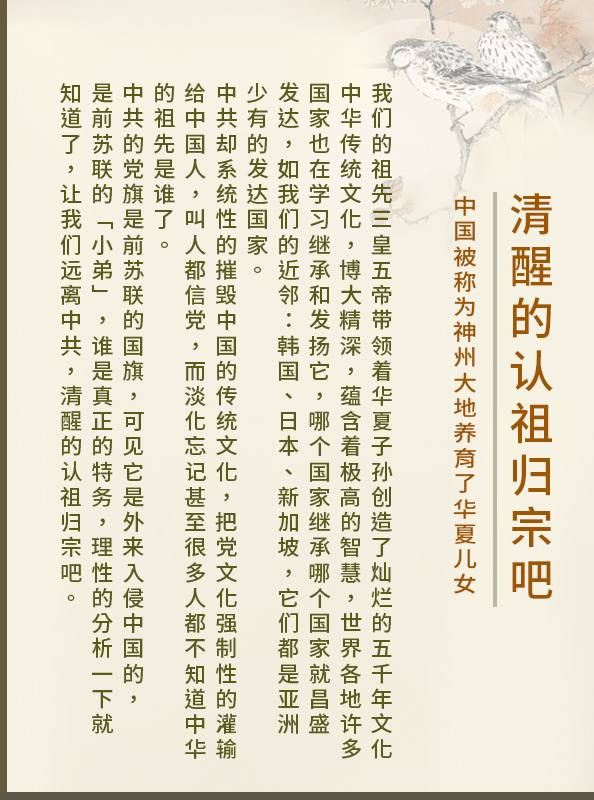 清醒的认祖归宗吧
中国被称为神州大地养育了华夏儿女
我们的祖先三皇五帝带领着华夏子孙创造了灿烂的五千年文化
中华传统文化，博大精深，蕴含着极高的智慧，世界各地许多
国家也在学习继承和发扬它，哪个国家继承哪个国家就昌盛
发达，如我们的近邻：韩国、日本、新加坡，它们都是亚洲
少有的发达国家。
中共却系统性的摧毁中国的传统文化，把党文化强制性的灌输
给中国人，叫人都信党，而淡化忘记甚至很多人都不知道中华
的祖先是谁了。
中共的党旗是前苏联的国旗，可见它是外来入侵中国的，
是前苏联的「小弟」，谁是真正的特务，理性的分析一下就
知道了，让我们远离中共，清醒的认祖归宗吧。